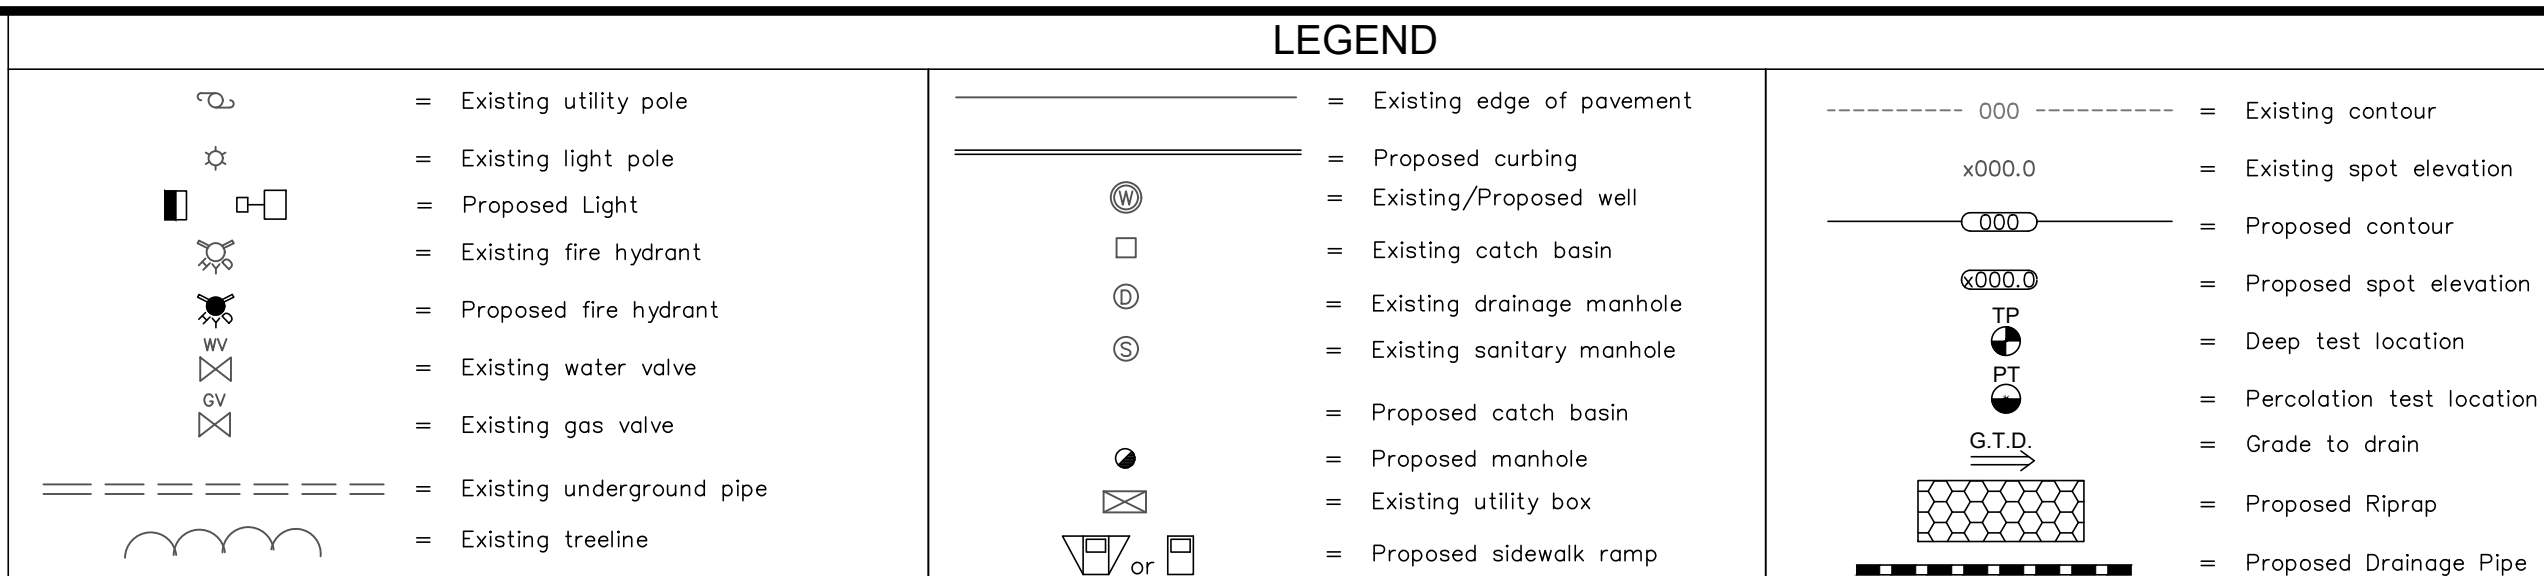 LEGEND
= Existing utility pole
= Existing light pole
= Proposed Light
= Existing fire hydrant
HYD
= Proposed fire hydrant
HYD
WV
= Existing water valve
GV
= Existing gas valve
= Existing underground pipe
= Existing treeline
= Existing edge of pavement
= Proposed curbing
W = Existing/Proposed well
= Existing catch basin
D = Existing drainage manhole
S = Existing sanitary manhole
= Proposed catch basin
= Proposed manhole
= Existing utility box
or = Proposed sidewalk ramp
000 = Existing contour
x000.0 = Existing spot elevation
000 = Proposed contour
x000.0 = Proposed spot elevation
TP
= Deep test location
PT
= Percolation test location
G.T.D. = Grade to drain
= Proposed Riprap
= Proposed Drainage Pipe